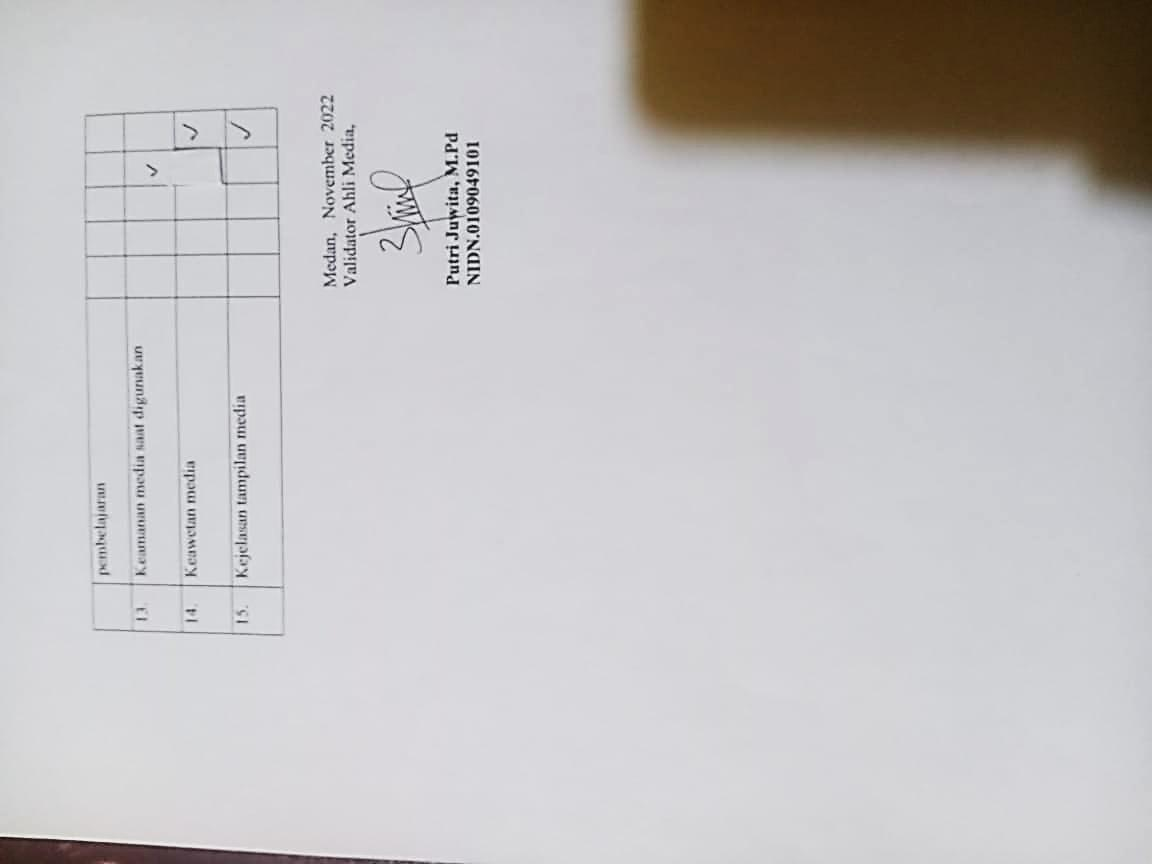 pembelajaran
13. Keamanan media saat digunakan ✓
14. Keawetan media ✓
15. Kejelasan tampilan media ✓
Medan, November 2022
Validator Ahli Media,
Putri Juwita, M.Pd
NIDN.0109049101